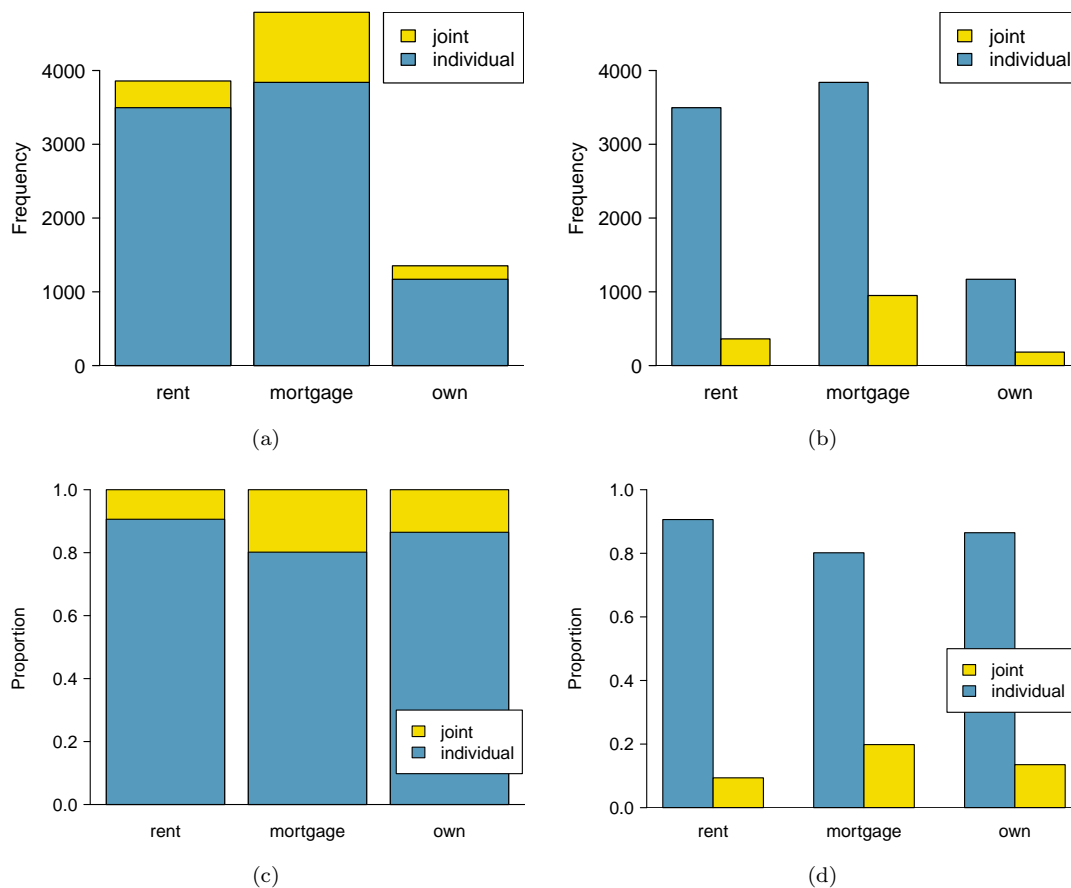 joint
individual
4000
3000
2000
1000
0
Frequency
rent mortgage own
(a)
joint
individual
4000
3000
2000
1000
0
Frequency
rent mortgage own
(b)
1.0
0.8
0.6
0.4
0.2
0.0
Proportion
joint
individual
rent mortgage own
(c)
1.0
0.8
0.6
0.4
0.2
0.0
Proportion
joint
individual
rent mortgage own
(d)